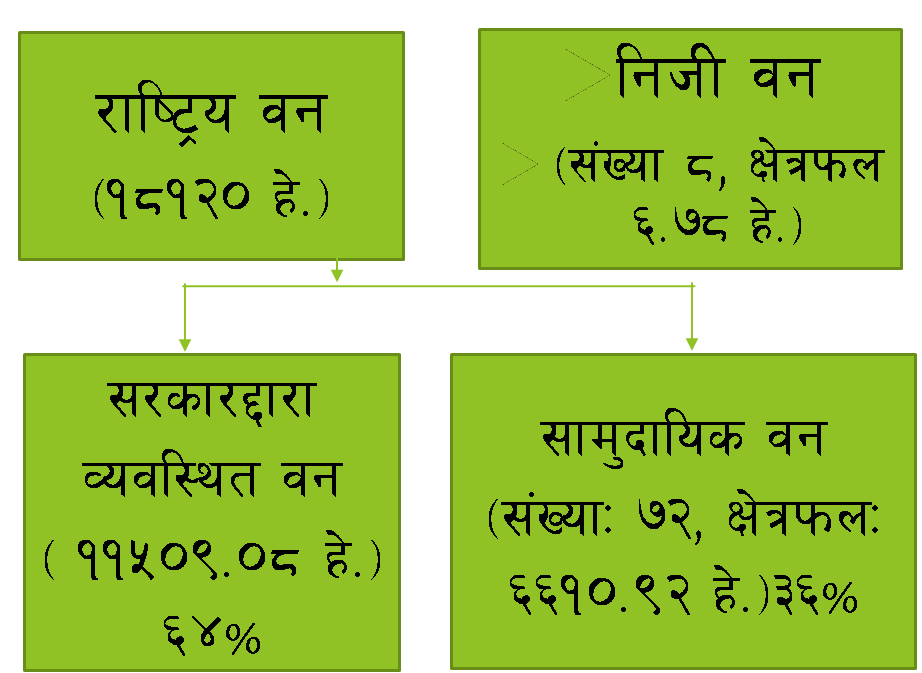 राष्ट्रिय वन
(१८१२० हे.)
निजी वन
(संख्या ८, क्षेत्रफल
६.७८ हे.)
सरकारद्वारा
व्यवस्थित वन
( ११५०९.०८ हे.)
६४%
सामुदायिक वन
(संख्याः ७२, क्षेत्रफलः
६६१०.९२ हे.)३६%